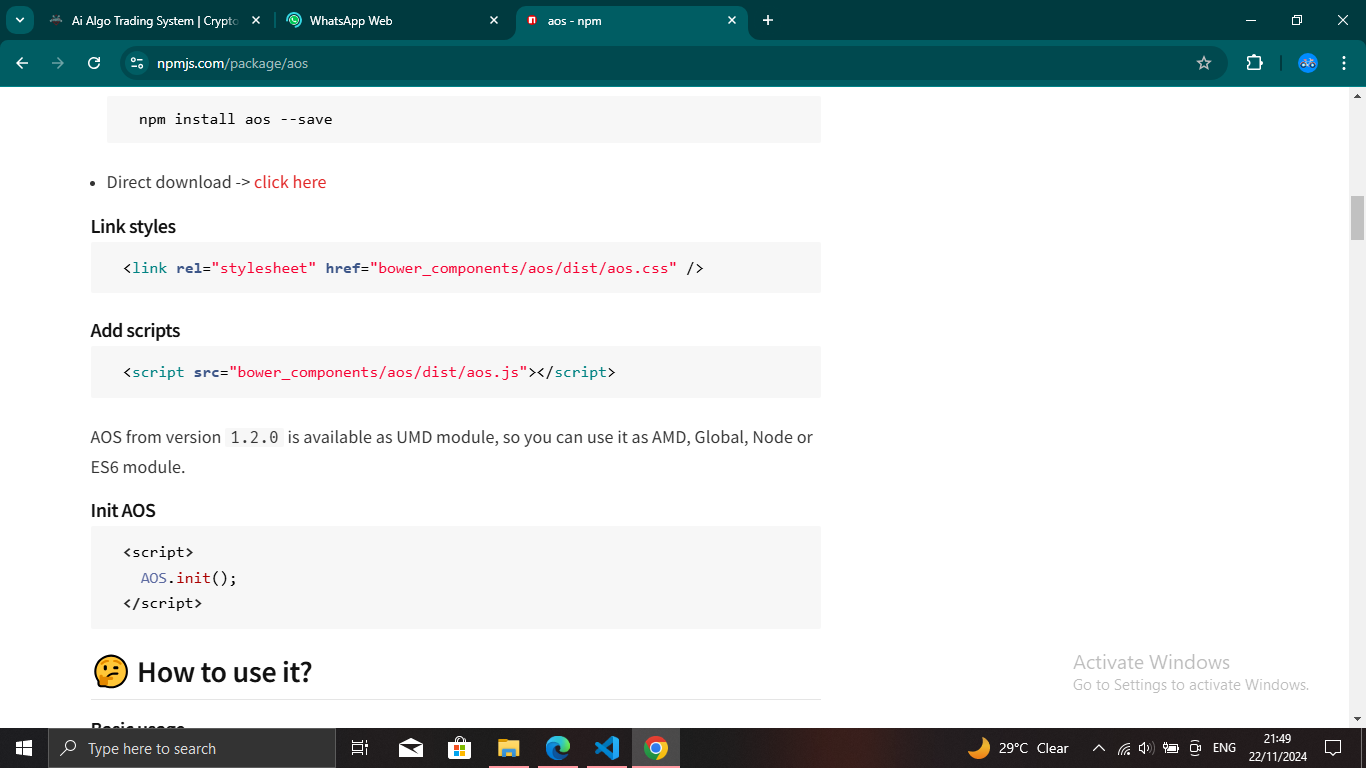 Ai Algo Trading System | Crypto
WhatsApp Web
aos - npm
npmjs.com/package/aos
npm install aos --save
Direct download -> click here
Link styles
<link rel="stylesheet" href="bower_components/aos/dist/aos.css" />
Add scripts
<script src="bower_components/aos/dist/aos.js"></script>
AOS from version 1.2.0 is available as UMD module, so you can use it as AMD, Global, Node or
ES6 module.
Init AOS
<script>
AOS.init();
</script>
🤔 How to use it?
Basic usage
Activate Windows
Go to Settings to activate Windows.
Type here to search
29°C Clear
ENG
21:49
22/11/2024